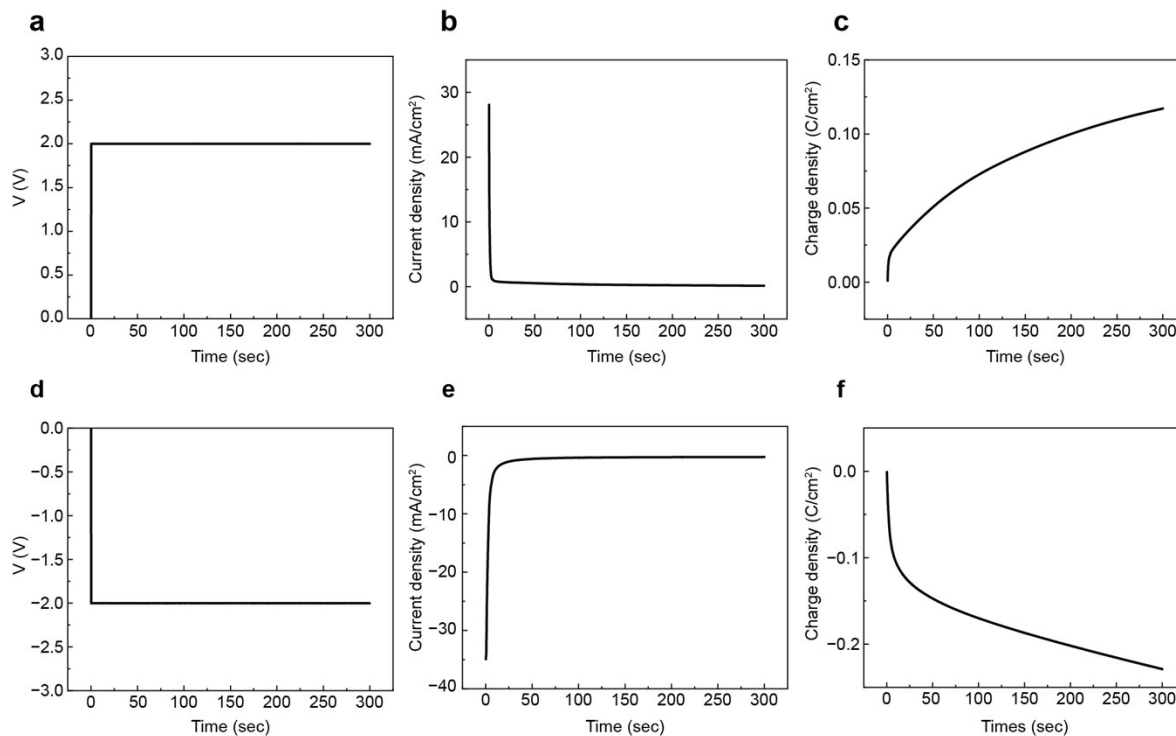 a
3.0
2.5
2.0
1.5
1.0
0.5
0.0
V (V)
0 50 100 150 200 250 300
Time (sec)
b
30
20
10
0
Current density (mA/cm²)
0 50 100 150 200 250 300
Time (sec)
c
0.15
0.10
0.05
0.00
Charge density (C/cm²)
0 50 100 150 200 250 300
Time (sec)
d
0.0
−0.5
−1.0
−1.5
−2.0
−2.5
−3.0
V (V)
0 50 100 150 200 250 300
Time (sec)
e
0
−10
−20
−30
−40
Current density (mA/cm²)
0 50 100 150 200 250 300
Time (sec)
f
0.0
−0.1
−0.2
Charge density (C/cm²)
0 50 100 150 200 250 300
Times (sec)